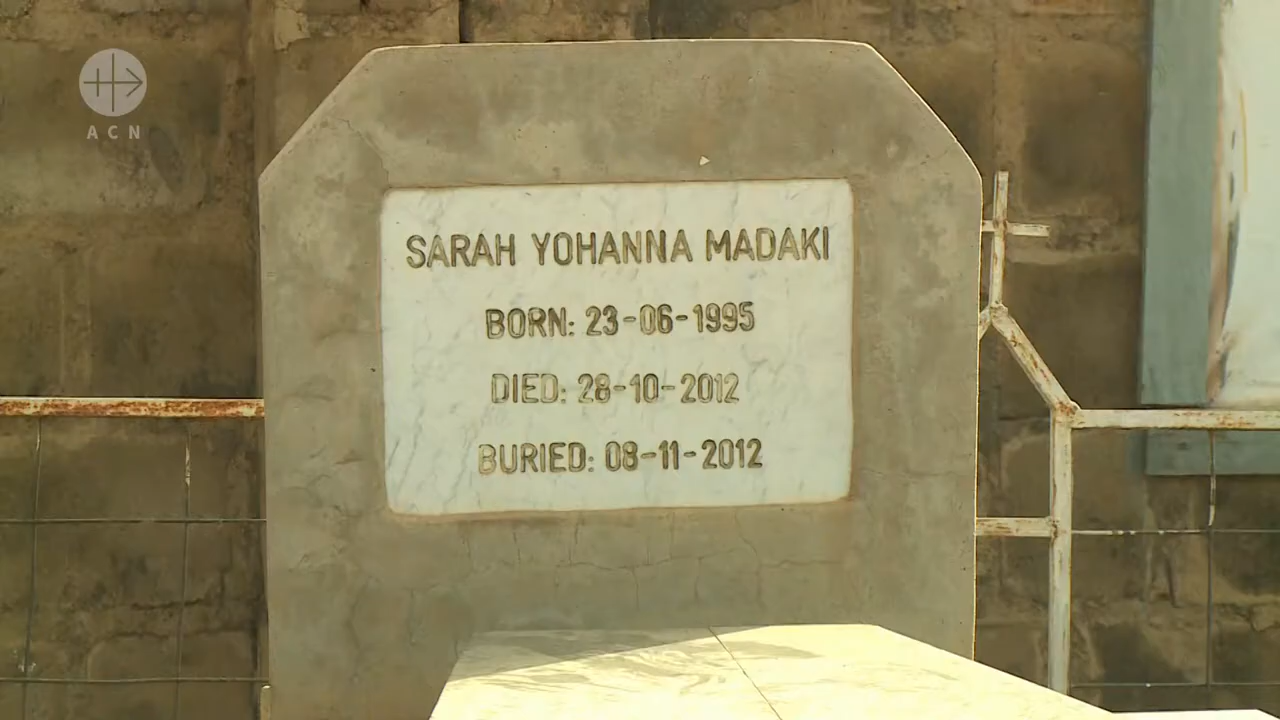 ACN
SARAH YOHANNA MADAKI
BORN: 23-06-1995
DIED: 28-10-2012
BURIED: 08-11-2012